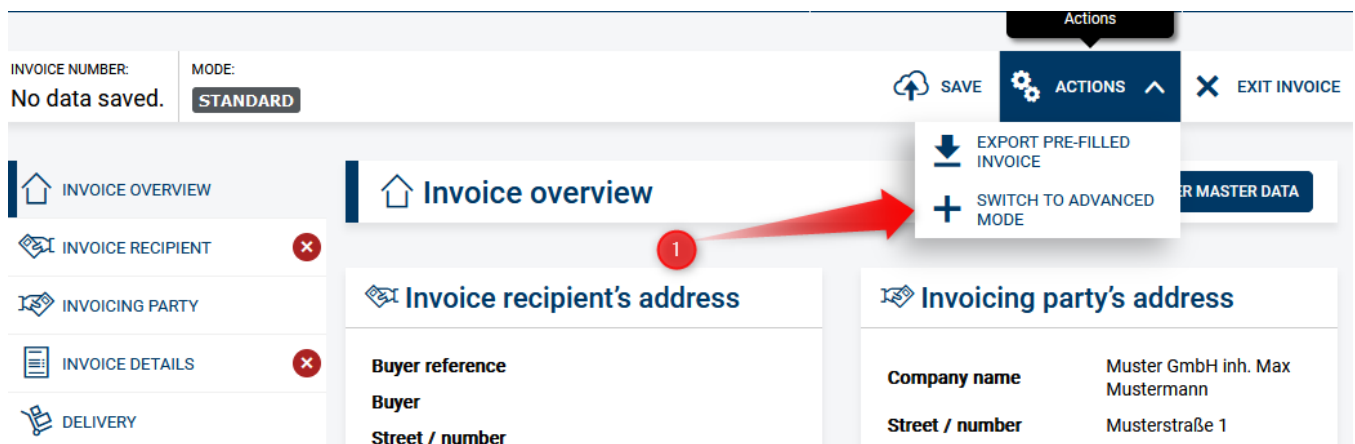 Actions
INVOICE NUMBER:
No data saved.
MODE:
STANDARD
SAVE
ACTIONS
EXIT INVOICE
EXPORT PRE-FILLED
INVOICE
SWITCH TO ADVANCED
MODE
INVOICE OVERVIEW
INVOICE RECIPIENT
INVOICING PARTY
INVOICE DETAILS
DELIVERY
Invoice overview
MASTER DATA
1
Invoice recipient's address
Buyer reference
Buyer
Street / number
Invoicing party's address
Company name
Muster GmbH inh. Max
Mustermann
Street / number
Musterstraße 1